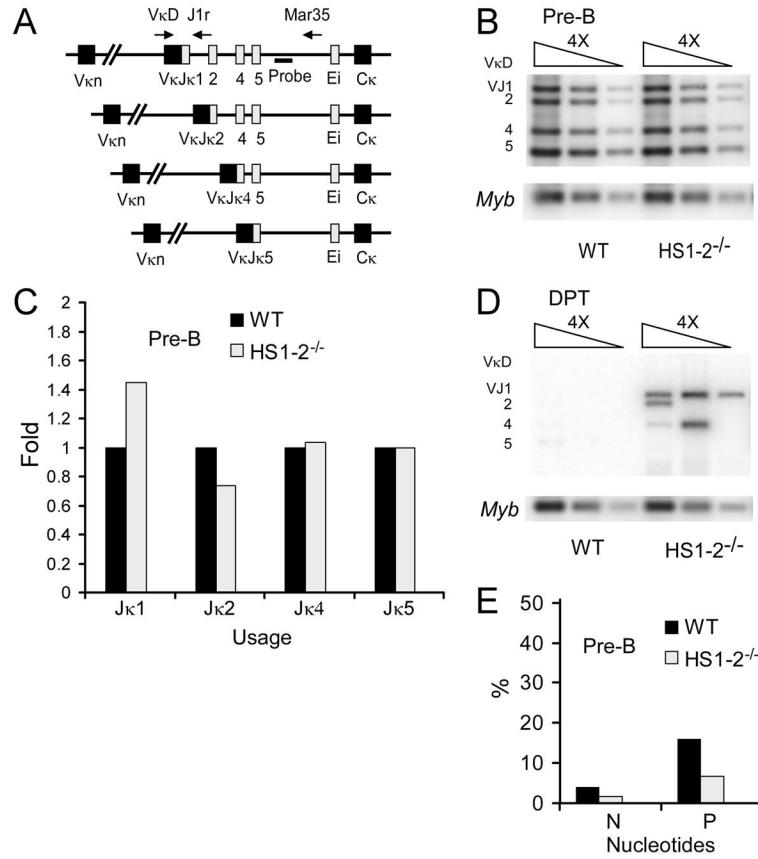 A
VκD J1r Mar35
Vκn VκJκ1 2 4 5 Probe Ei Cκ
Vκn VκJκ2 4 5 Ei Cκ
Vκn VκJκ4 5 Ei Cκ
Vκn VκJκ5 Ei Cκ
B
Pre-B
4X 4X
VκD
VJ1
2
4
5
Myb
WT HS1-2-/-
C
Pre-B
WT
HS1-2-/-
Fold
2
1.8
1.6
1.4
1.2
1
0.8
0.6
0.4
0.2
0
Jκ1 Jκ2 Jκ4 Jκ5
Usage
D
DPT
4X 4X
VκD
VJ1
2
4
5
Myb
WT HS1-2-/-
E
Pre-B
WT
HS1-2-/-
%
50
40
30
20
10
0
N P
Nucleotides